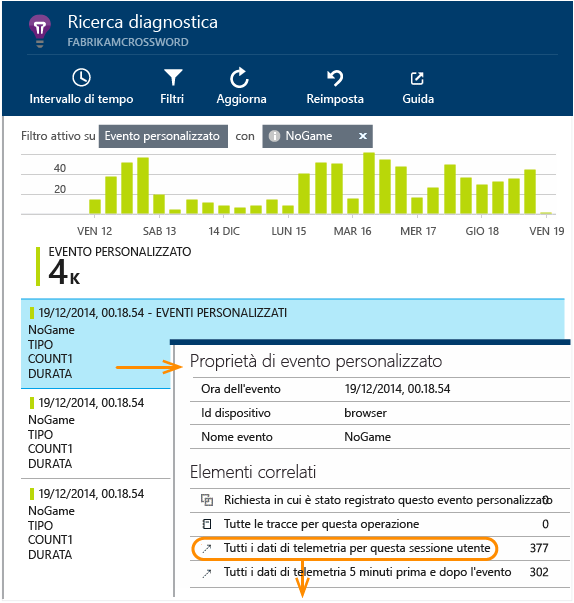 Ricerca diagnostica
FABRIKAMCROSSWORD
Intervallo di tempo Filtri Aggiorna Reimposta Guida
Filtro attivo su Evento personalizzato con NoGame ×
40
20
VEN 12 SAB 13 14 DIC LUN 15 MAR 16 MER 17 GIO 18 VEN 19
EVENTO PERSONALIZZATO
4K
19/12/2014, 00.18.54 - EVENTI PERSONALIZZATI
NoGame
TIPO
COUNT1
DURATA
19/12/2014, 00.18.54
NoGame
TIPO
COUNT1
DURATA
19/12/2014, 00.18.54
NoGame
TIPO
COUNT1
DURATA
Proprietà di evento personalizzato
Ora dell'evento 19/12/2014, 00.18.54
Id dispositivo browser
Nome evento NoGame
Elementi correlati
Richiesta in cui è stato registrato questo evento personalizzato 0
Tutte le tracce per questa operazione 0
Tutti i dati di telemetria per questa sessione utente 377
Tutti i dati di telemetria 5 minuti prima e dopo l'evento 302